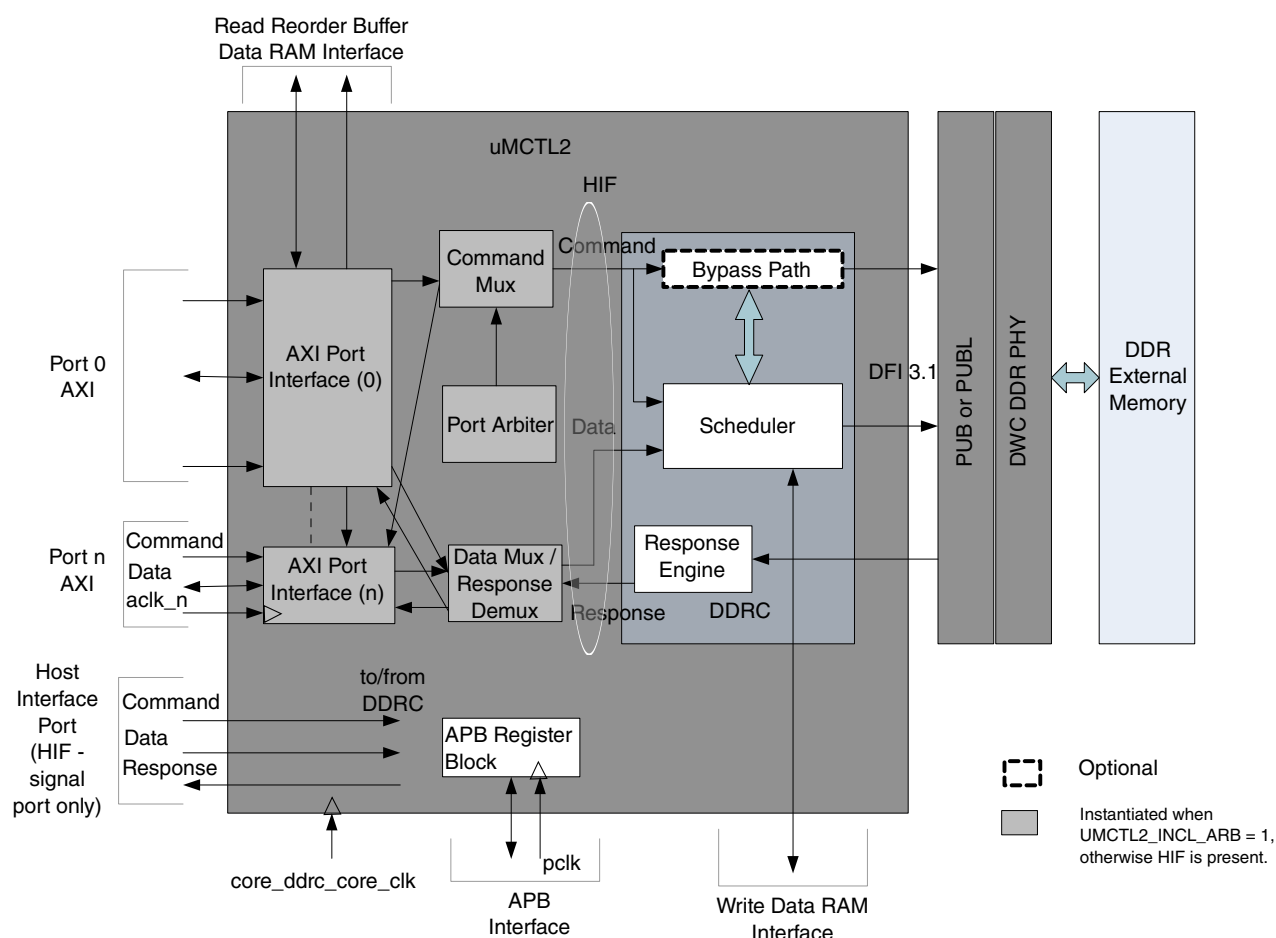 Read Reorder Buffer
Data RAM Interface
uMCTL2
HIF
Command
Command
Mux
Bypass Path
Port 0
AXI
AXI Port
Interface (0)
Port Arbiter
Data
Scheduler
DFI 3.1
PUB or PUBL
DWC DDR PHY
DDR
External
Memory
Port n
AXI
Command
Data
aclk_n
AXI Port
Interface (n)
Data Mux /
Response
Demux
Response
Response
Engine
DDRC
Host
Interface
Port
(HIF -
signal
port only)
Command
Data
Response
to/from
DDRC
APB Register
Block
core_ddrc_core_clk
pclk
APB
Interface
Write Data RAM
Interface
Optional
Instantiated when
UMCTL2_INCL_ARB = 1,
otherwise HIF is present.